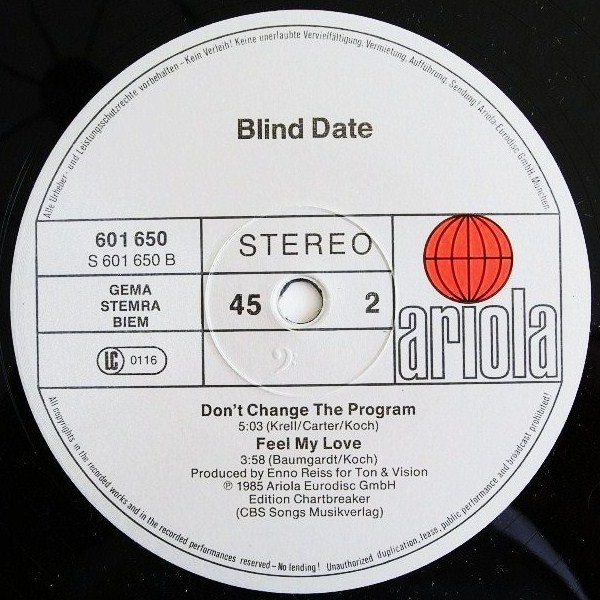 Alle Urheber- und Leistungsschutzrechte vorbehalten – Kein Verleih! Keine unerlaubte Vervielfältigung, Vermietung, Aufführung, Sendung! Ariola-Eurodisc GmbH, München.
Blind Date
601 650
S 601 650 B
STEREO
GEMA
STEMRA
BIEM
45
2
ariola
LC 0116
Don't Change The Program
5:03 (Krell/Carter/Koch)
Feel My Love
3:58 (Baumgardt/Koch)
Produced by Enno Reiss for Ton & Vision
℗ 1985 Ariola Eurodisc GmbH
Edition Chartbreaker
(CBS Songs Musikverlag)
All copyrights in the recorded works and in the recorded performances reserved – No lending! Unauthorized duplication, lease, public performance and broadcast prohibited!